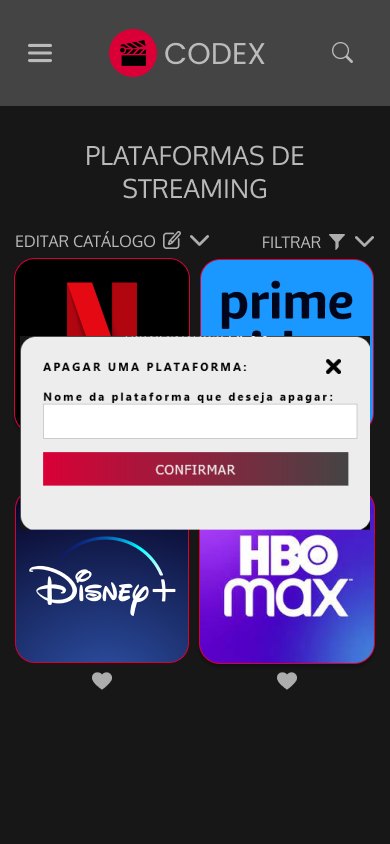 CODEX
PLATAFORMAS DE
STREAMING
EDITAR CATÁLOGO
FILTRAR
N
prime
APAGAR UMA PLATAFORMA:
Nome da plataforma que deseja apagar:
CONFIRMAR
Disney+
HBO
max